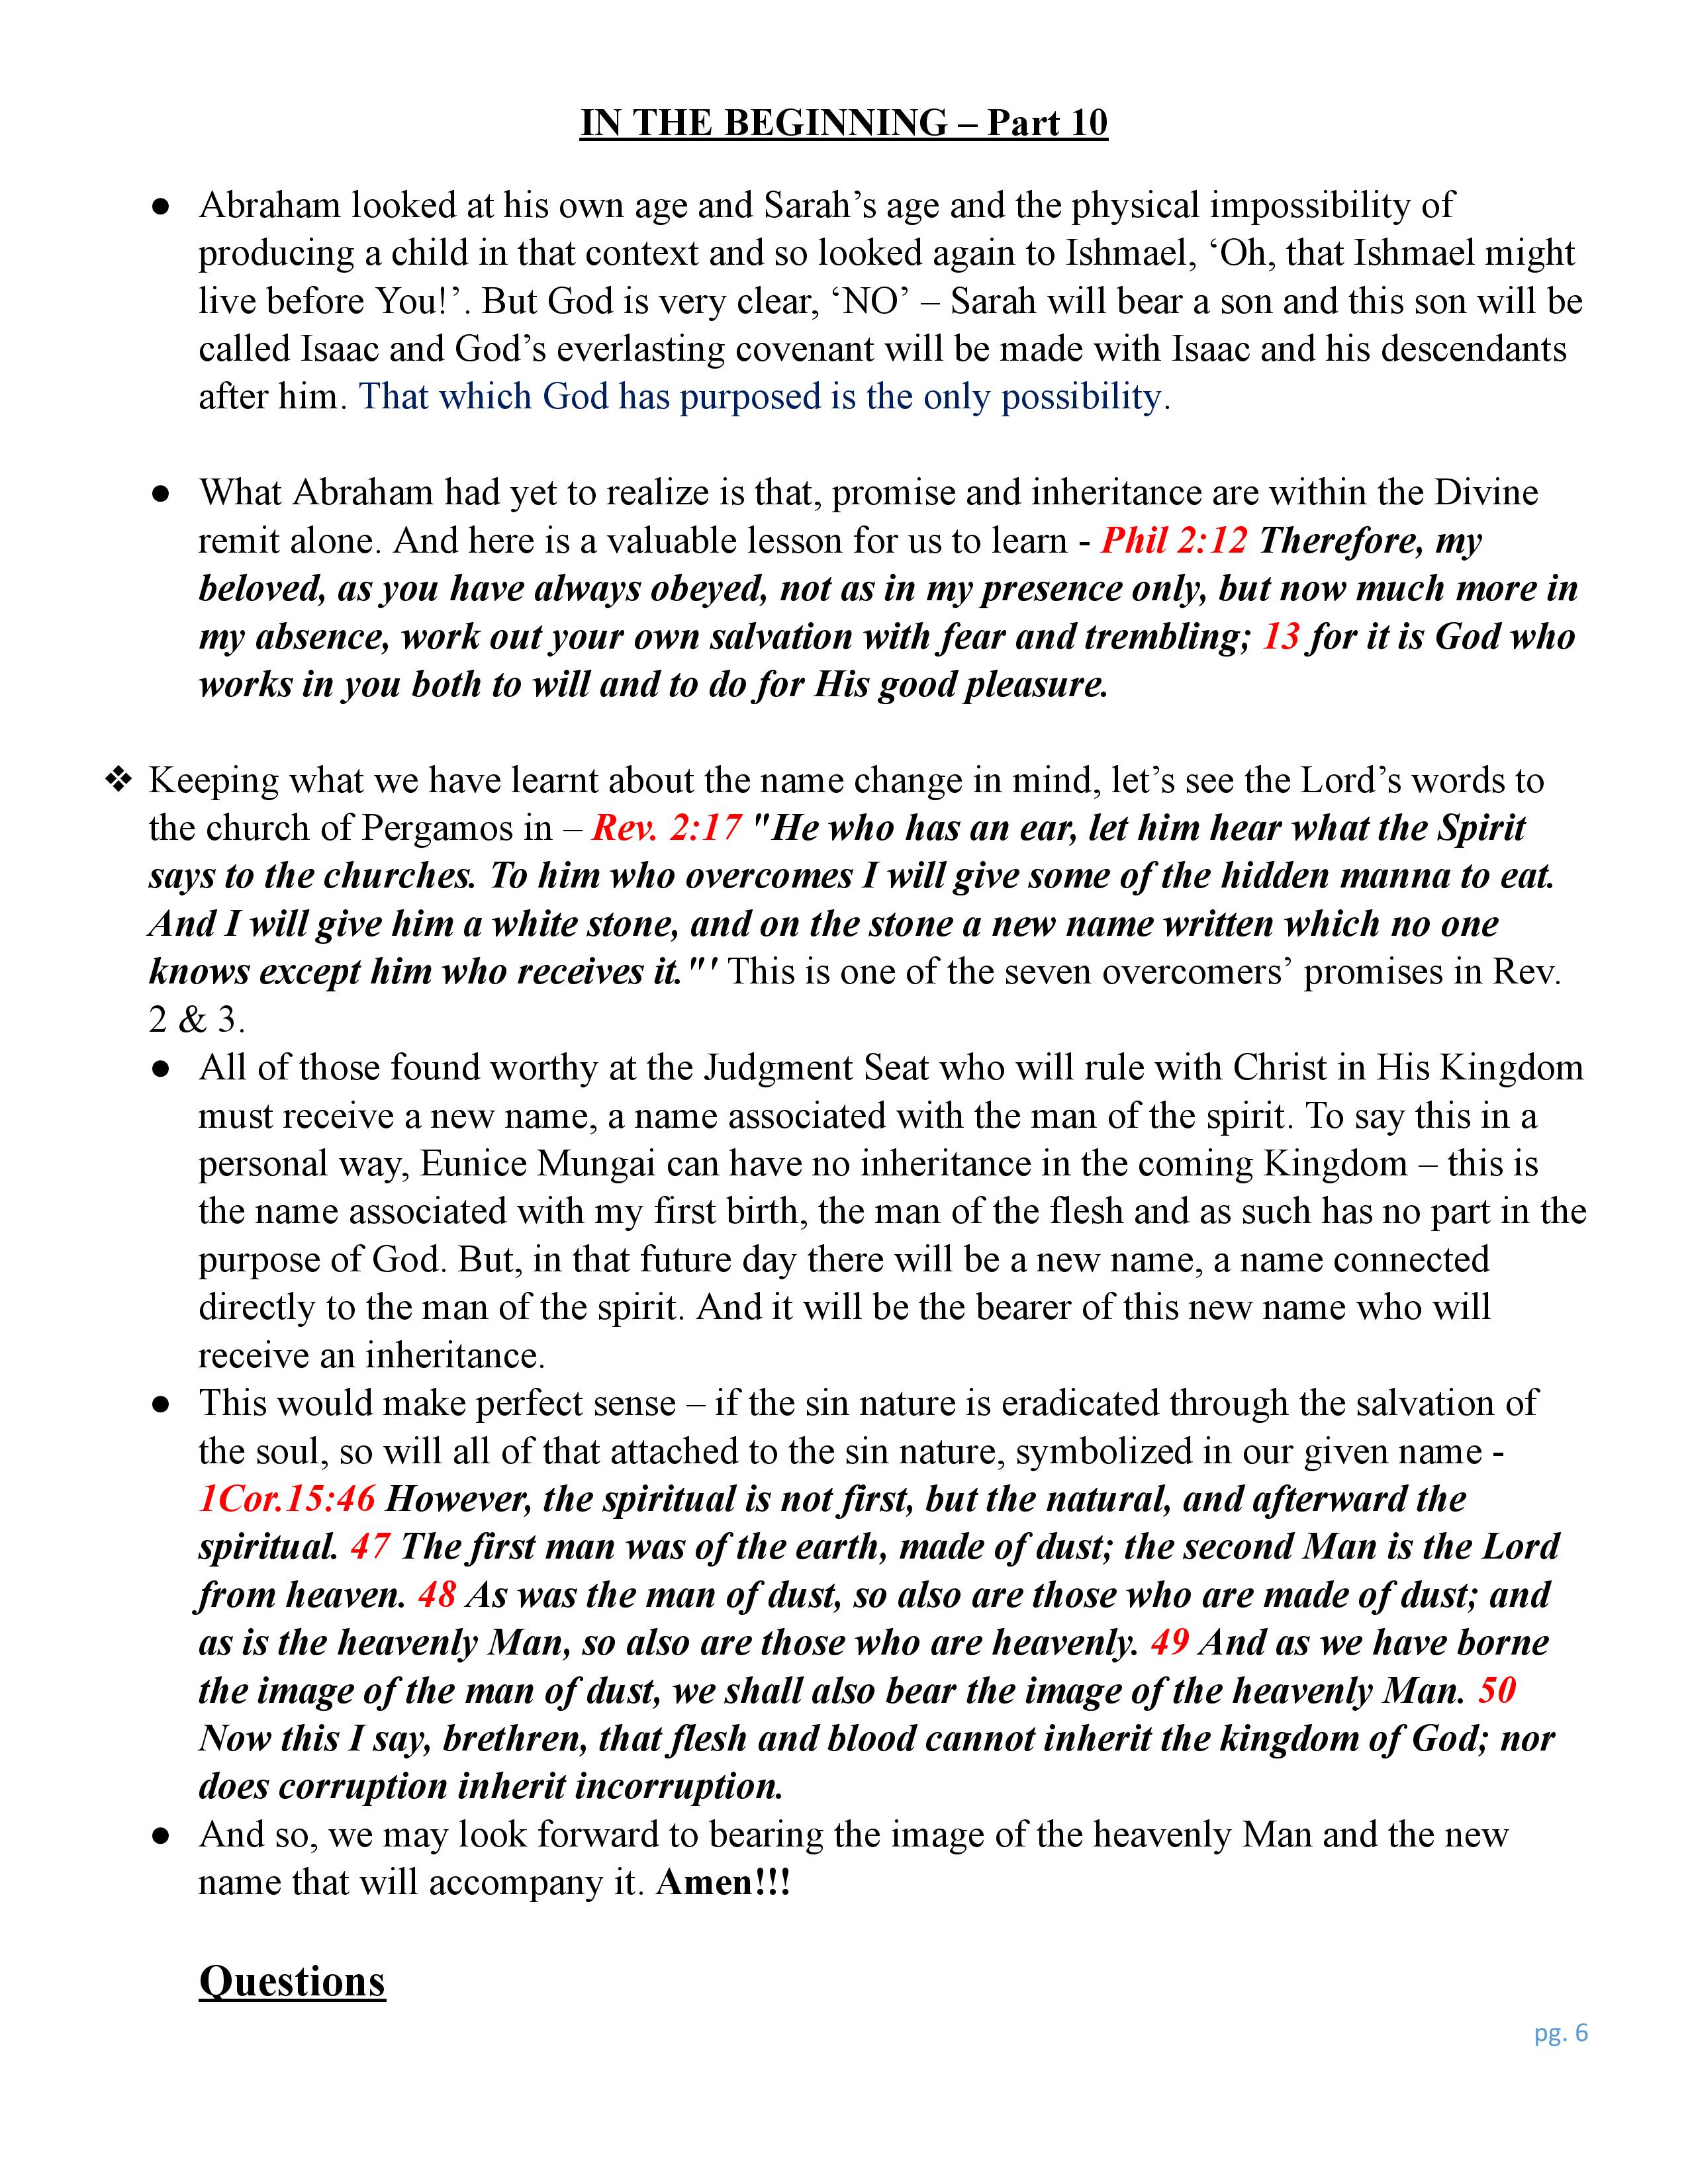 IN THE BEGINNING – Part 10
● Abraham looked at his own age and Sarah’s age and the physical impossibility of
producing a child in that context and so looked again to Ishmael, ‘Oh, that Ishmael might
live before You!’. But God is very clear, ‘NO’ – Sarah will bear a son and this son will be
called Isaac and God’s everlasting covenant will be made with Isaac and his descendants
after him. That which God has purposed is the only possibility.
● What Abraham had yet to realize is that, promise and inheritance are within the Divine
remit alone. And here is a valuable lesson for us to learn - Phil 2:12 Therefore, my
beloved, as you have always obeyed, not as in my presence only, but now much more in
my absence, work out your own salvation with fear and trembling; 13 for it is God who
works in you both to will and to do for His good pleasure.
❖ Keeping what we have learnt about the name change in mind, let’s see the Lord’s words to
the church of Pergamos in – Rev. 2:17 "He who has an ear, let him hear what the Spirit
says to the churches. To him who overcomes I will give some of the hidden manna to eat.
And I will give him a white stone, and on the stone a new name written which no one
knows except him who receives it."' This is one of the seven overcomers’ promises in Rev.
2 & 3.
● All of those found worthy at the Judgment Seat who will rule with Christ in His Kingdom
must receive a new name, a name associated with the man of the spirit. To say this in a
personal way, Eunice Mungai can have no inheritance in the coming Kingdom – this is
the name associated with my first birth, the man of the flesh and as such has no part in the
purpose of God. But, in that future day there will be a new name, a name connected
directly to the man of the spirit. And it will be the bearer of this new name who will
receive an inheritance.
● This would make perfect sense – if the sin nature is eradicated through the salvation of
the soul, so will all of that attached to the sin nature, symbolized in our given name -
1Cor.15:46 However, the spiritual is not first, but the natural, and afterward the
spiritual. 47 The first man was of the earth, made of dust; the second Man is the Lord
from heaven. 48 As was the man of dust, so also are those who are made of dust; and
as is the heavenly Man, so also are those who are heavenly. 49 And as we have borne
the image of the man of dust, we shall also bear the image of the heavenly Man. 50
Now this I say, brethren, that flesh and blood cannot inherit the kingdom of God; nor
does corruption inherit incorruption.
● And so, we may look forward to bearing the image of the heavenly Man and the new
name that will accompany it. Amen!!!
Questions
pg. 6